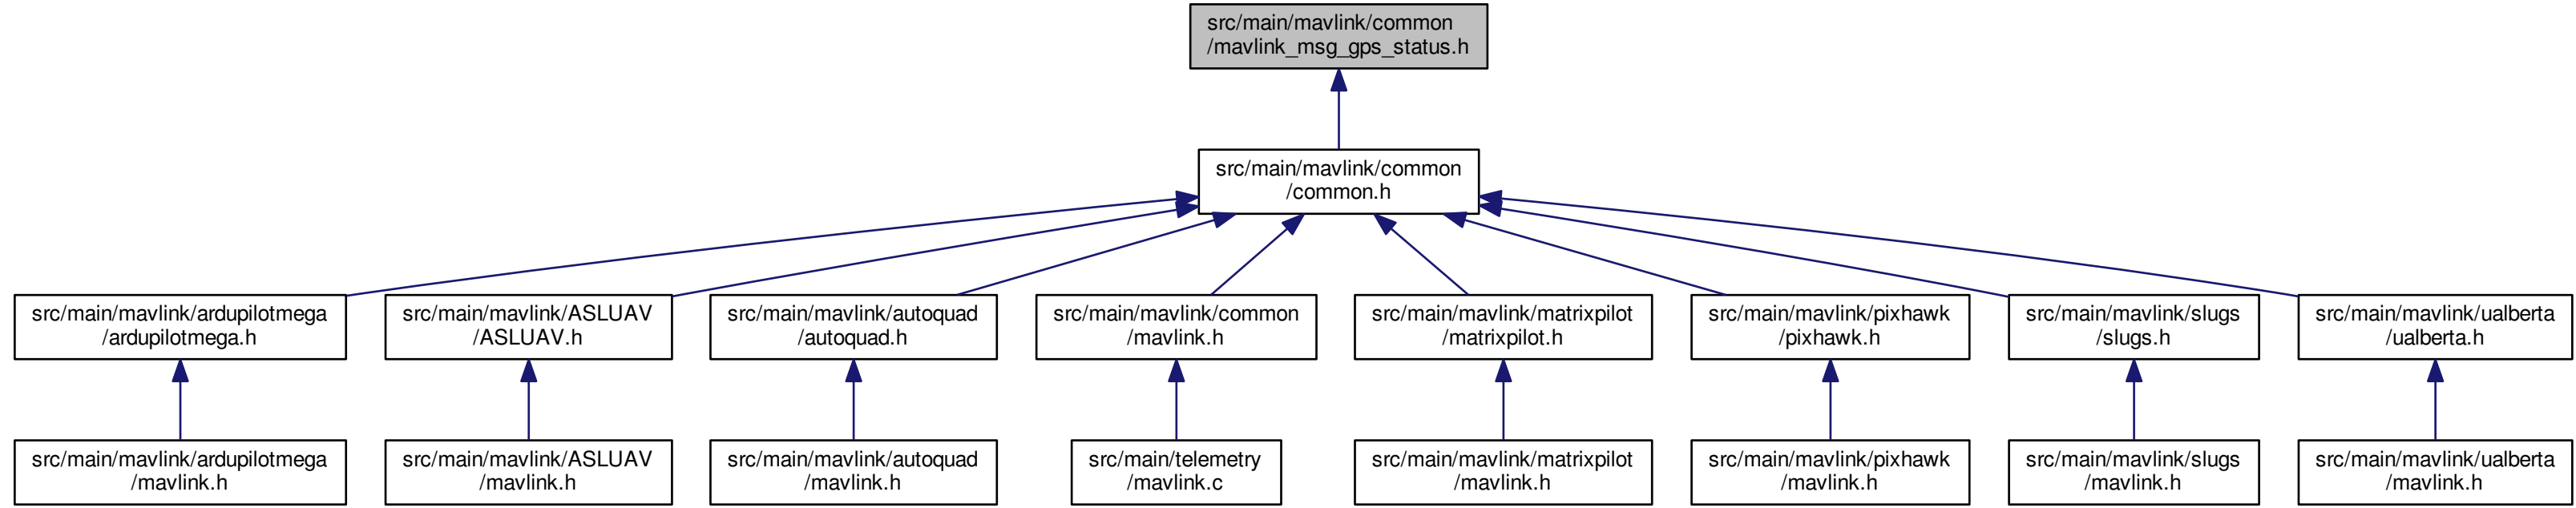 src/main/mavlink/common
/mavlink_msg_gps_status.h
src/main/mavlink/common
/common.h
src/main/mavlink/ardupilotmega
/ardupilotmega.h
src/main/mavlink/ASLUAV
/ASLUAV.h
src/main/mavlink/autoquad
/autoquad.h
src/main/mavlink/common
/mavlink.h
src/main/mavlink/matrixpilot
/matrixpilot.h
src/main/mavlink/pixhawk
/pixhawk.h
src/main/mavlink/slugs
/slugs.h
src/main/mavlink/ualberta
/ualberta.h
src/main/mavlink/ardupilotmega
/mavlink.h
src/main/mavlink/ASLUAV
/mavlink.h
src/main/mavlink/autoquad
/mavlink.h
src/main/telemetry
/mavlink.c
src/main/mavlink/matrixpilot
/mavlink.h
src/main/mavlink/pixhawk
/mavlink.h
src/main/mavlink/slugs
/mavlink.h
src/main/mavlink/ualberta
/mavlink.h